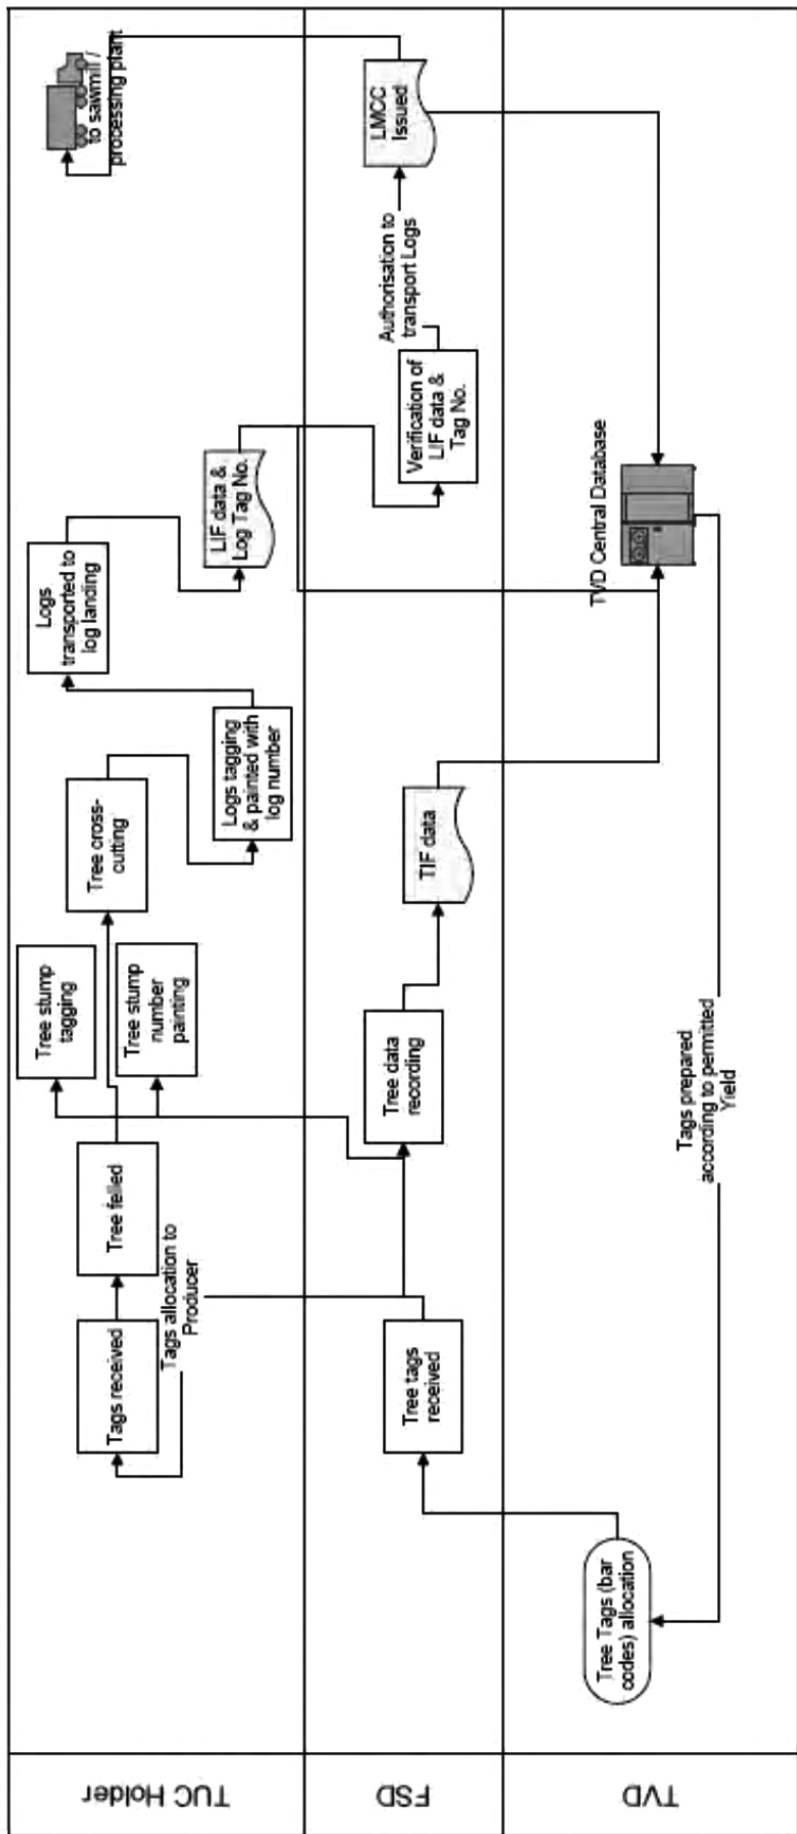 TUC Holder
Tags received
Tags allocation to
Producer
Tree felled
Tree stump
tagging
Tree stump
number
painting
Tree cross-
cutting
Logs tagging
& painted with
log number
Logs
transported to
log landing
LIF data &
Log Tag No.
to sawmill /
processing plant
FSD
Tree tags
received
Tree data
recording
TIF data
Verification of
LIF data &
Tag No.
Authorisation to
transport Logs
LMCC
Issued
TVD
Tree Tags (bar
codes) allocation
Tags prepared
according to permitted
Yield
TVD Central Database